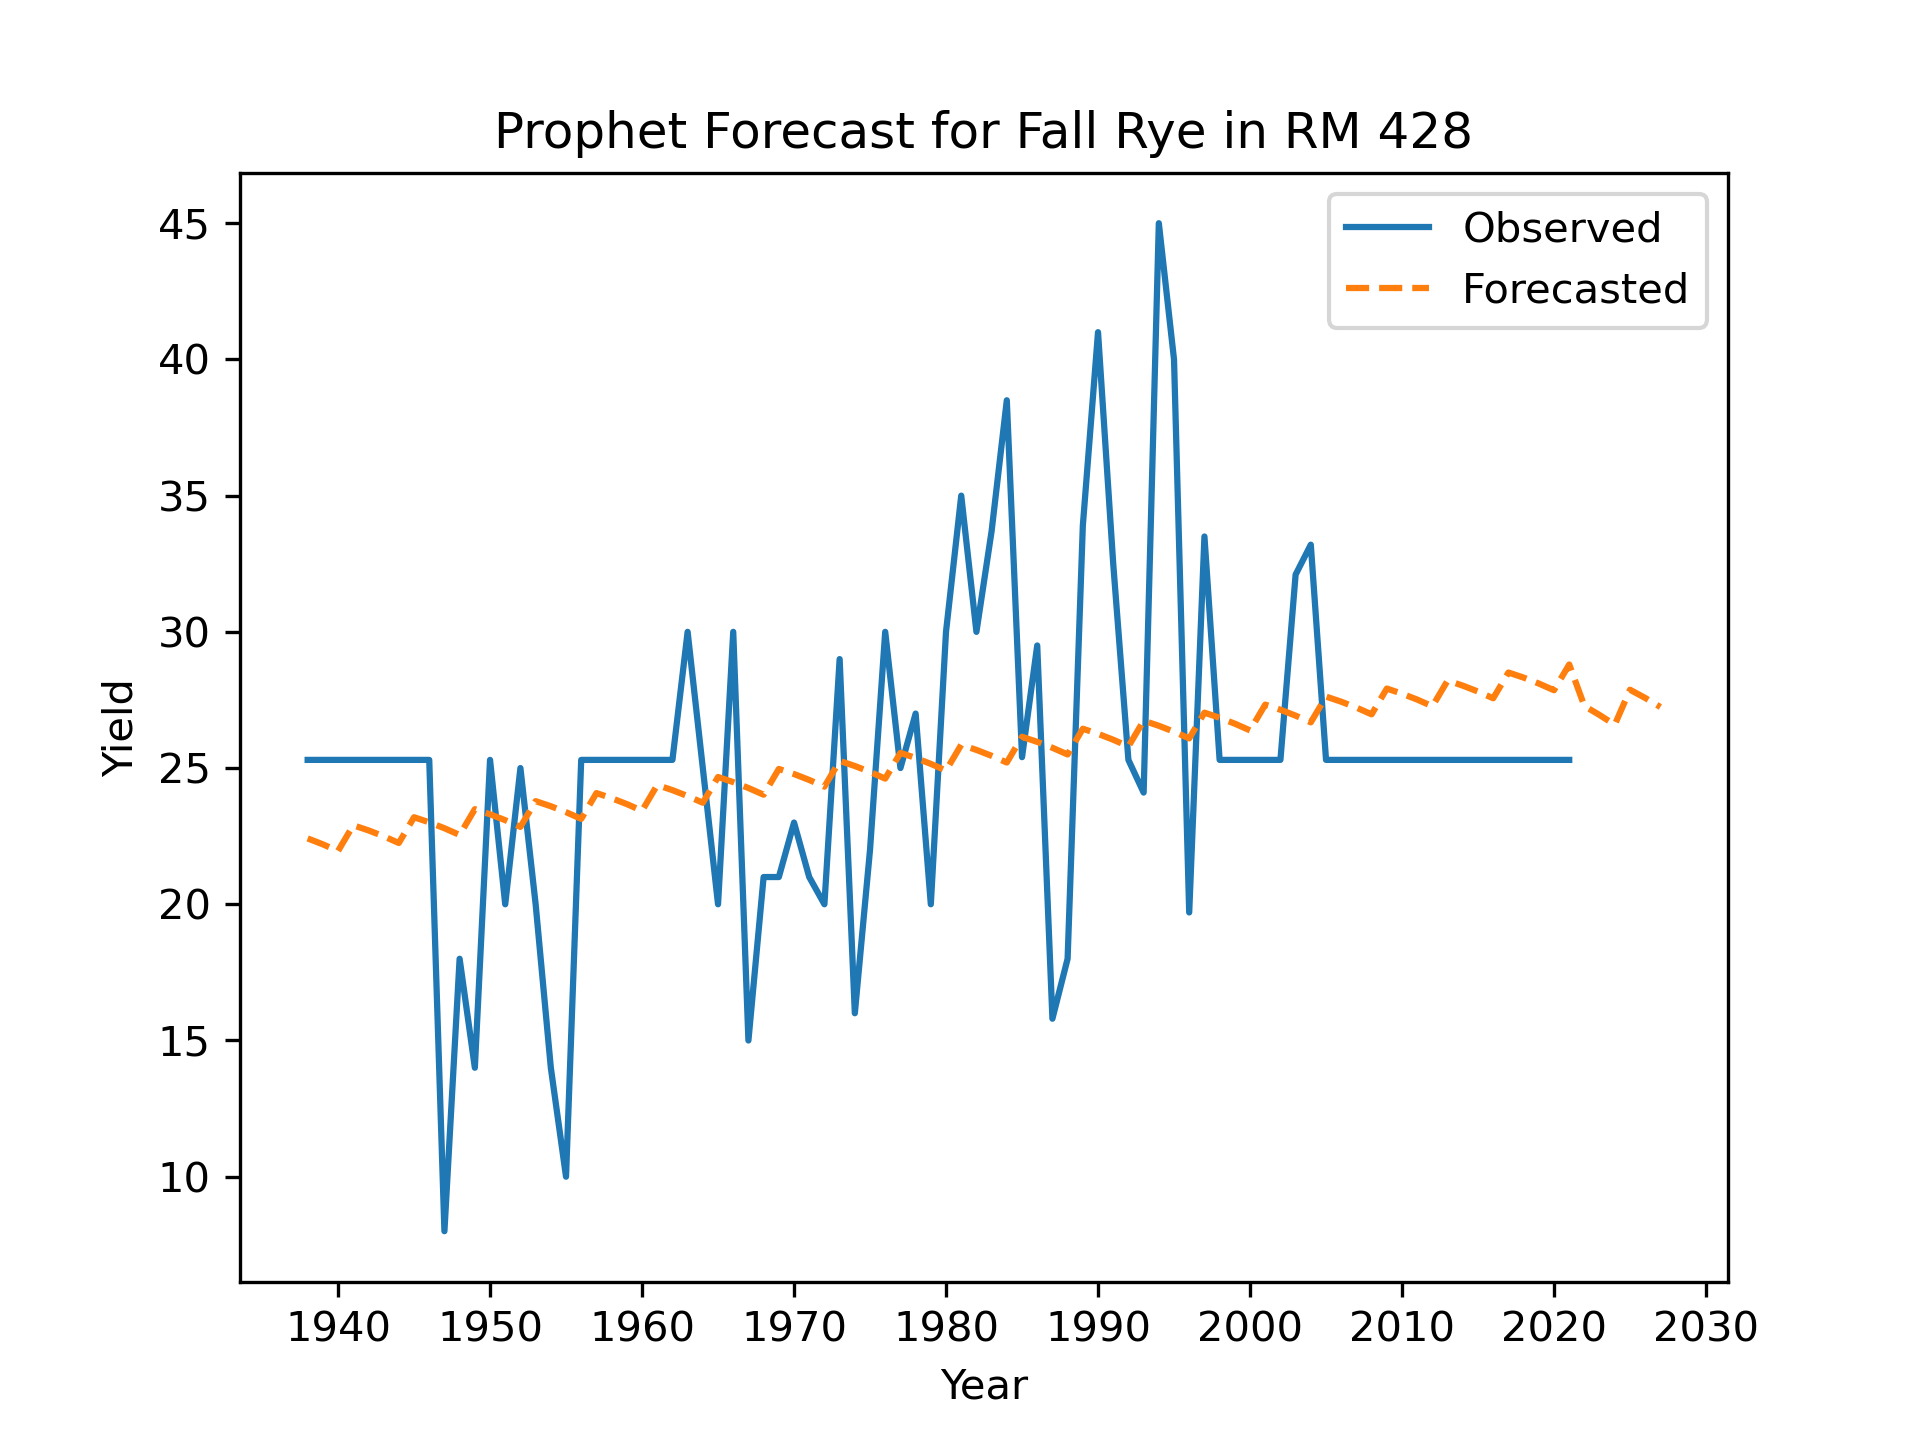 Prophet Forecast for Fall Rye in RM 428
Observed
Forecasted
45
40
35
30
25
20
15
10
Yield
1940 1950 1960 1970 1980 1990 2000 2010 2020 2030
Year